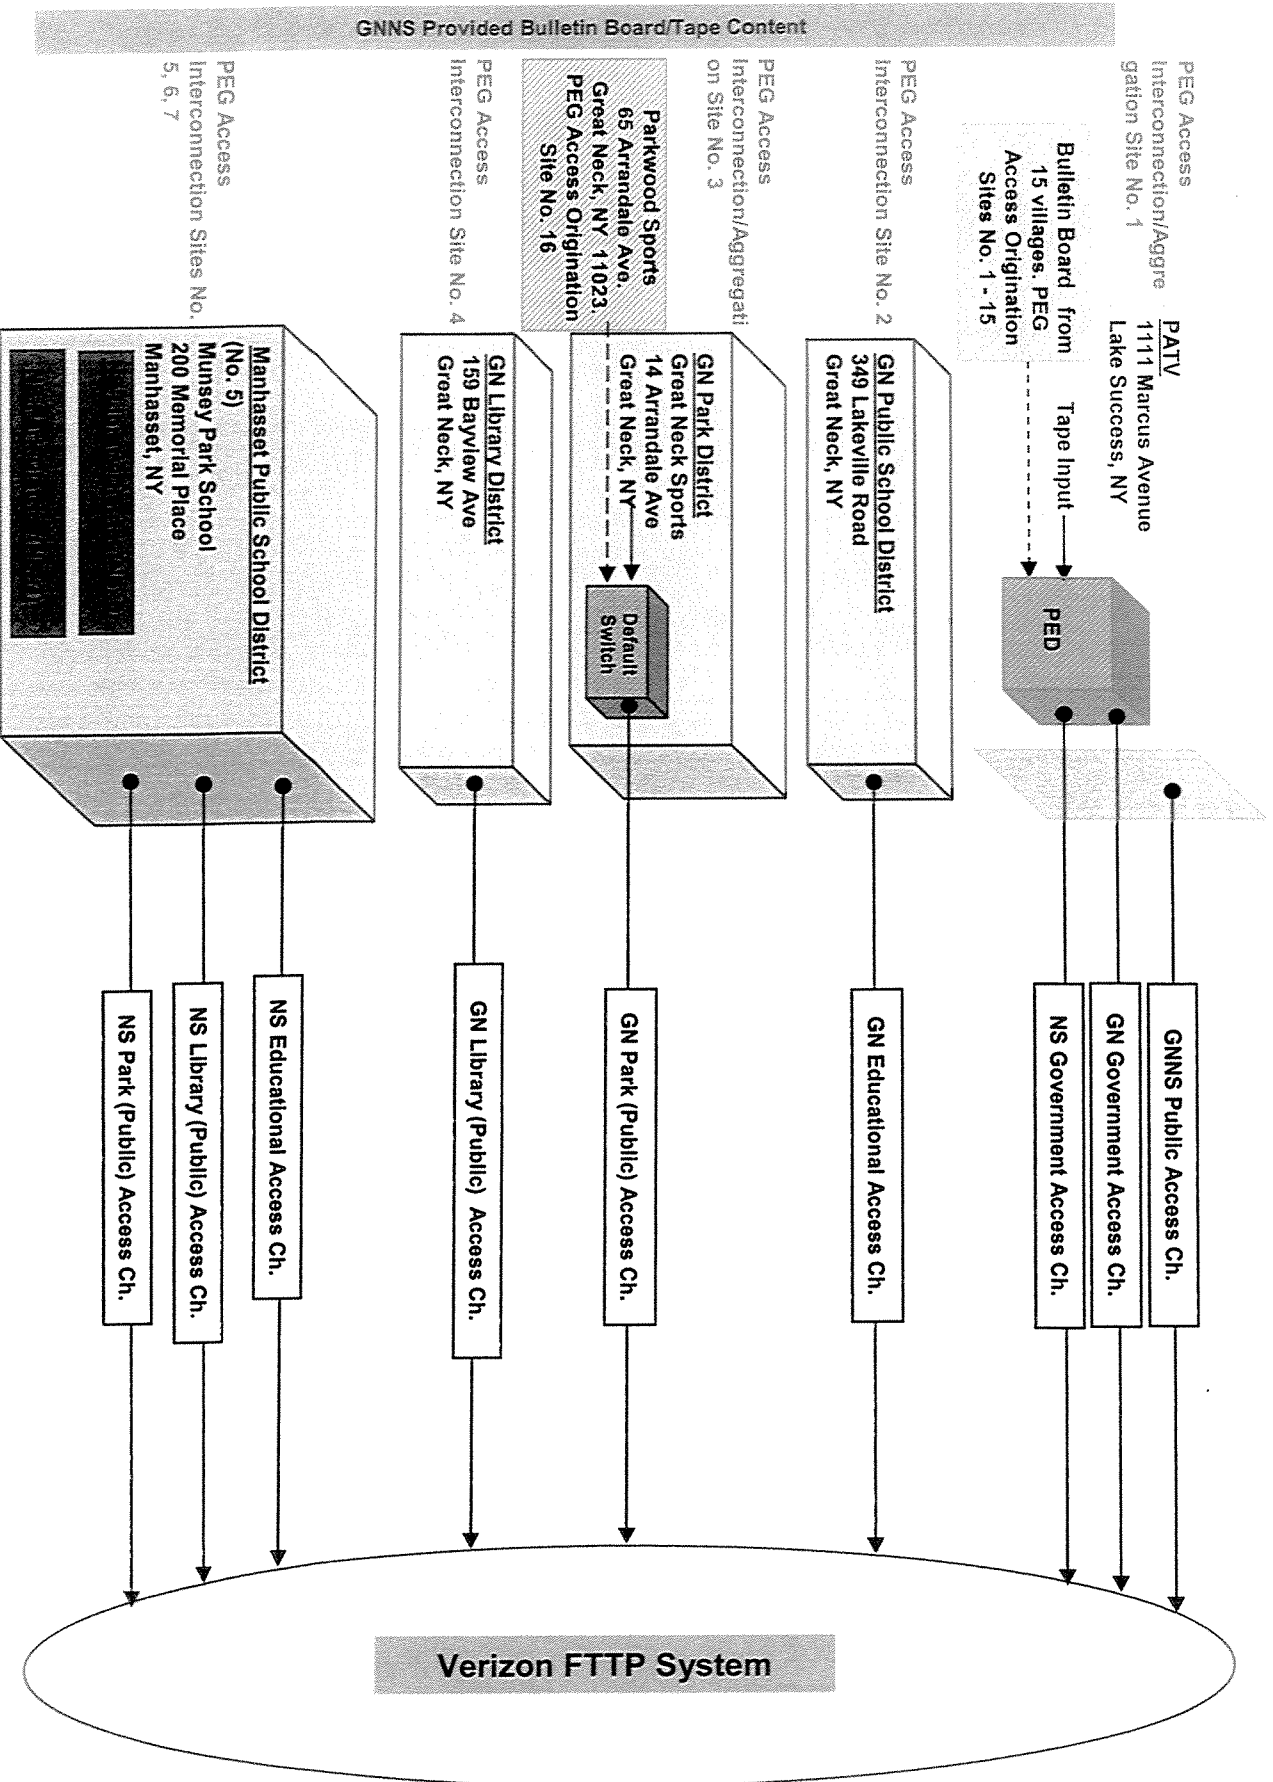 GNNS Provided Bulletin Board/Tape Content
PEG Access
Interconnection/Aggre
gation Site No. 1
PATV
1111 Marcus Avenue
Lake Success, NY
Bulletin Board from
15 villages. PEG
Access Origination
Sites No. 1 - 15
Tape Input
PED
GNNS Public Access Ch.
GN Government Access Ch.
NS Government Access Ch.
PEG Access
Interconnection Site No. 2
GN Public School District
349 Lakeville Road
Great Neck, NY
GN Educational Access Ch.
PEG Access
Interconnection/Aggregati
on Site No. 3
Parkwood Sports
65 Arrandale Ave.
Great Neck, NY 11023.
PEG Access Origination
Site No. 16
GN Park District
Great Neck Sports
14 Arrandale Ave
Great Neck, NY
Default
Switch
GN Park (Public) Access Ch.
PEG Access
Interconnection Site No. 4
GN Library District
159 Bayview Ave
Great Neck, NY
GN Library (Public) Access Ch.
PEG Access
Interconnection Sites No.
5, 6, 7
Manhasset Public School District
(No. 5)
Munsey Park School
200 Memorial Place
Manhasset, NY
NS Educational Access Ch.
NS Library (Public) Access Ch.
NS Park (Public) Access Ch.
Verizon FTTP System